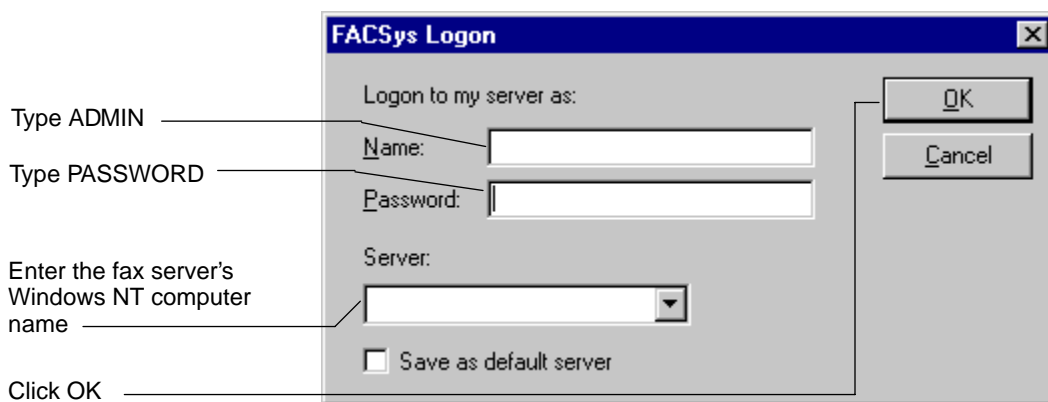 FACSys Logon
Logon to my server as:
OK
Type ADMIN
Name:
Cancel
Type PASSWORD
Password:
Server:
Enter the fax server’s
Windows NT computer
name
Save as default server
Click OK